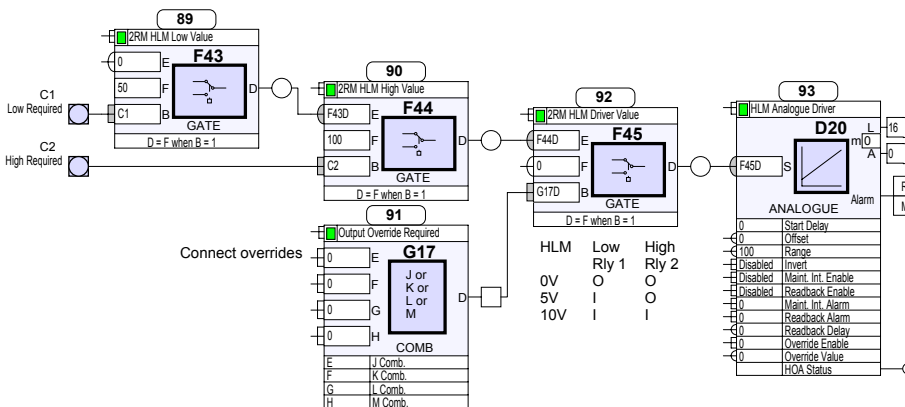 89
2RM HLM Low Value
F43
0 E
50 F
C1 B
D
GATE
D = F when B = 1
C1
Low Required
C2
High Required
90
2RM HLM High Value
F44
F43D E
100 F
C2 B
D
GATE
D = F when B = 1
91
Output Override Required
G17
Connect overrides
0 E
0 F
0 G
0 H
J or
K or
L or
M
D
COMB
E J Comb.
F K Comb.
G L Comb.
H M Comb.
92
2RM HLM Driver Value
F45
F44D E
0 F
G17D B
D
GATE
D = F when B = 1
HLM Low High
Rly 1 Rly 2
0V O O
5V I O
10V I I
93
HLM Analogue Driver
D20
L 16
m 0
A 0
F45D S
Alarm
R
M
ANALOGUE
0 Start Delay
0 Offset
100 Range
Disabled Invert
Disabled Maint. Int. Enable
Disabled Readback Enable
0 Maint. Int. Alarm
0 Readback Alarm
0 Readback Delay
0 Override Enable
0 Override Value
HOA Status